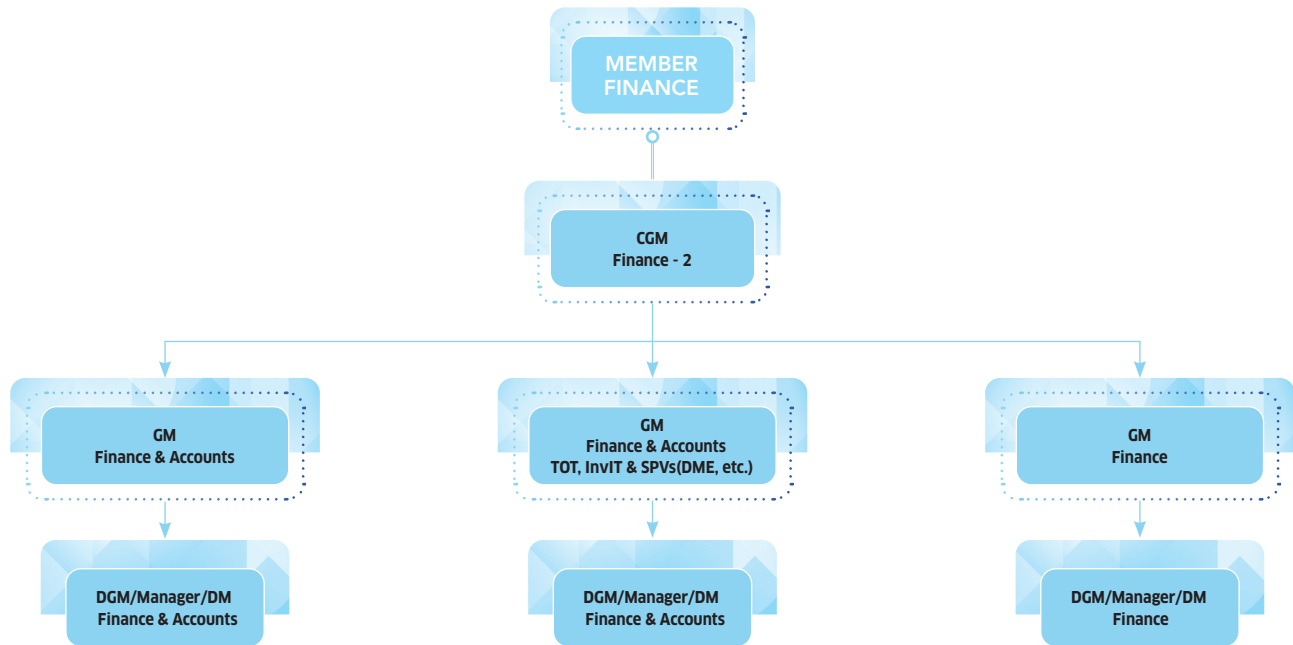 MEMBER
FINANCE
CGM
Finance - 2
GM
Finance & Accounts
GM
Finance & Accounts
TOT, InvIT & SPVs(DME, etc.)
GM
Finance
DGM/Manager/DM
Finance & Accounts
DGM/Manager/DM
Finance & Accounts
DGM/Manager/DM
Finance